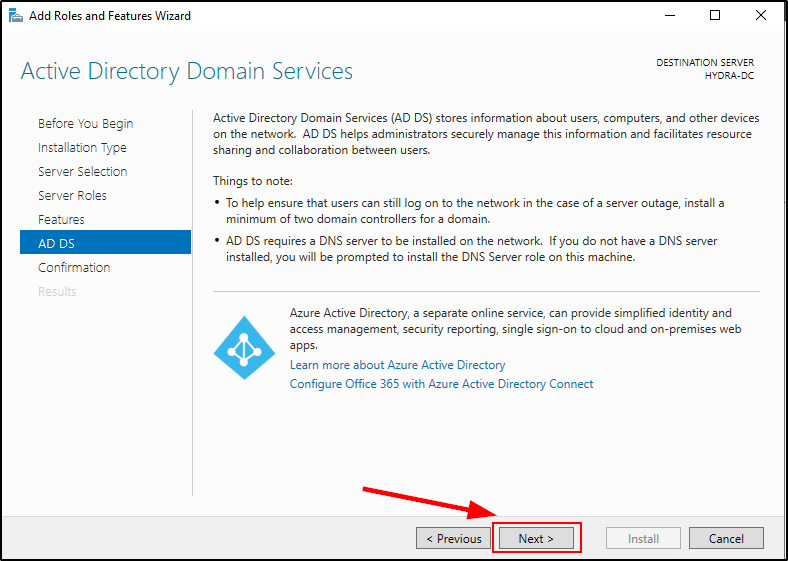 Add Roles and Features Wizard
Active Directory Domain Services
DESTINATION SERVER
HYDRA-DC
Before You Begin
Installation Type
Server Selection
Server Roles
Features
AD DS
Confirmation
Results
Active Directory Domain Services (AD DS) stores information about users, computers, and other devices
on the network. AD DS helps administrators securely manage this information and facilitates resource
sharing and collaboration between users.
Things to note:
• To help ensure that users can still log on to the network in the case of a server outage, install a
minimum of two domain controllers for a domain.
• AD DS requires a DNS server to be installed on the network. If you do not have a DNS server
installed, you will be prompted to install the DNS Server role on this machine.
Azure Active Directory, a separate online service, can provide simplified identity and
access management, security reporting, single sign-on to cloud and on-premises web
apps.
Learn more about Azure Active Directory
Configure Office 365 with Azure Active Directory Connect
< Previous
Next >
Install
Cancel